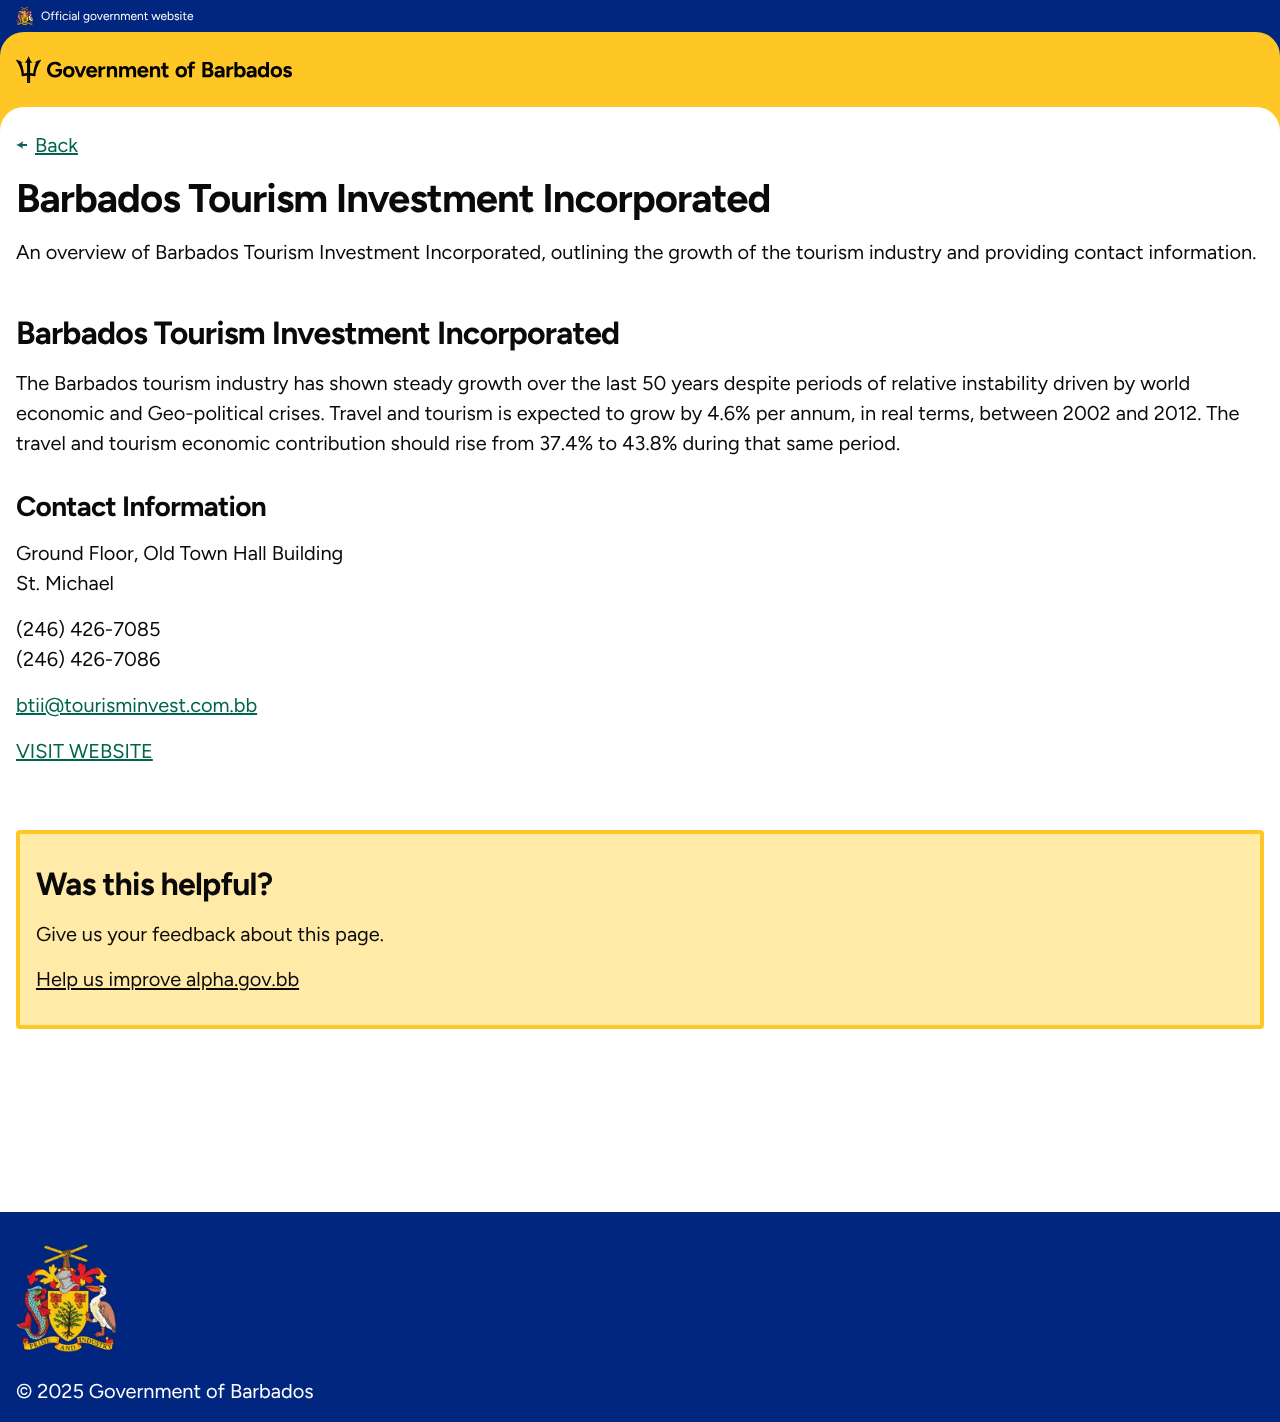 Official government website
Government of Barbados
Back
Barbados Tourism Investment Incorporated
An overview of Barbados Tourism Investment Incorporated, outlining the growth of the tourism industry and providing contact information.
Barbados Tourism Investment Incorporated
The Barbados tourism industry has shown steady growth over the last 50 years despite periods of relative instability driven by world
economic and Geo-political crises. Travel and tourism is expected to grow by 4.6% per annum, in real terms, between 2002 and 2012. The
travel and tourism economic contribution should rise from 37.4% to 43.8% during that same period.
Contact Information
Ground Floor, Old Town Hall Building
St. Michael
(246) 426-7085
(246) 426-7086
btii@tourisminvest.com.bb
VISIT WEBSITE
Was this helpful?
Give us your feedback about this page.
Help us improve alpha.gov.bb
PRIDE AND INDUSTRY
© 2025 Government of Barbados